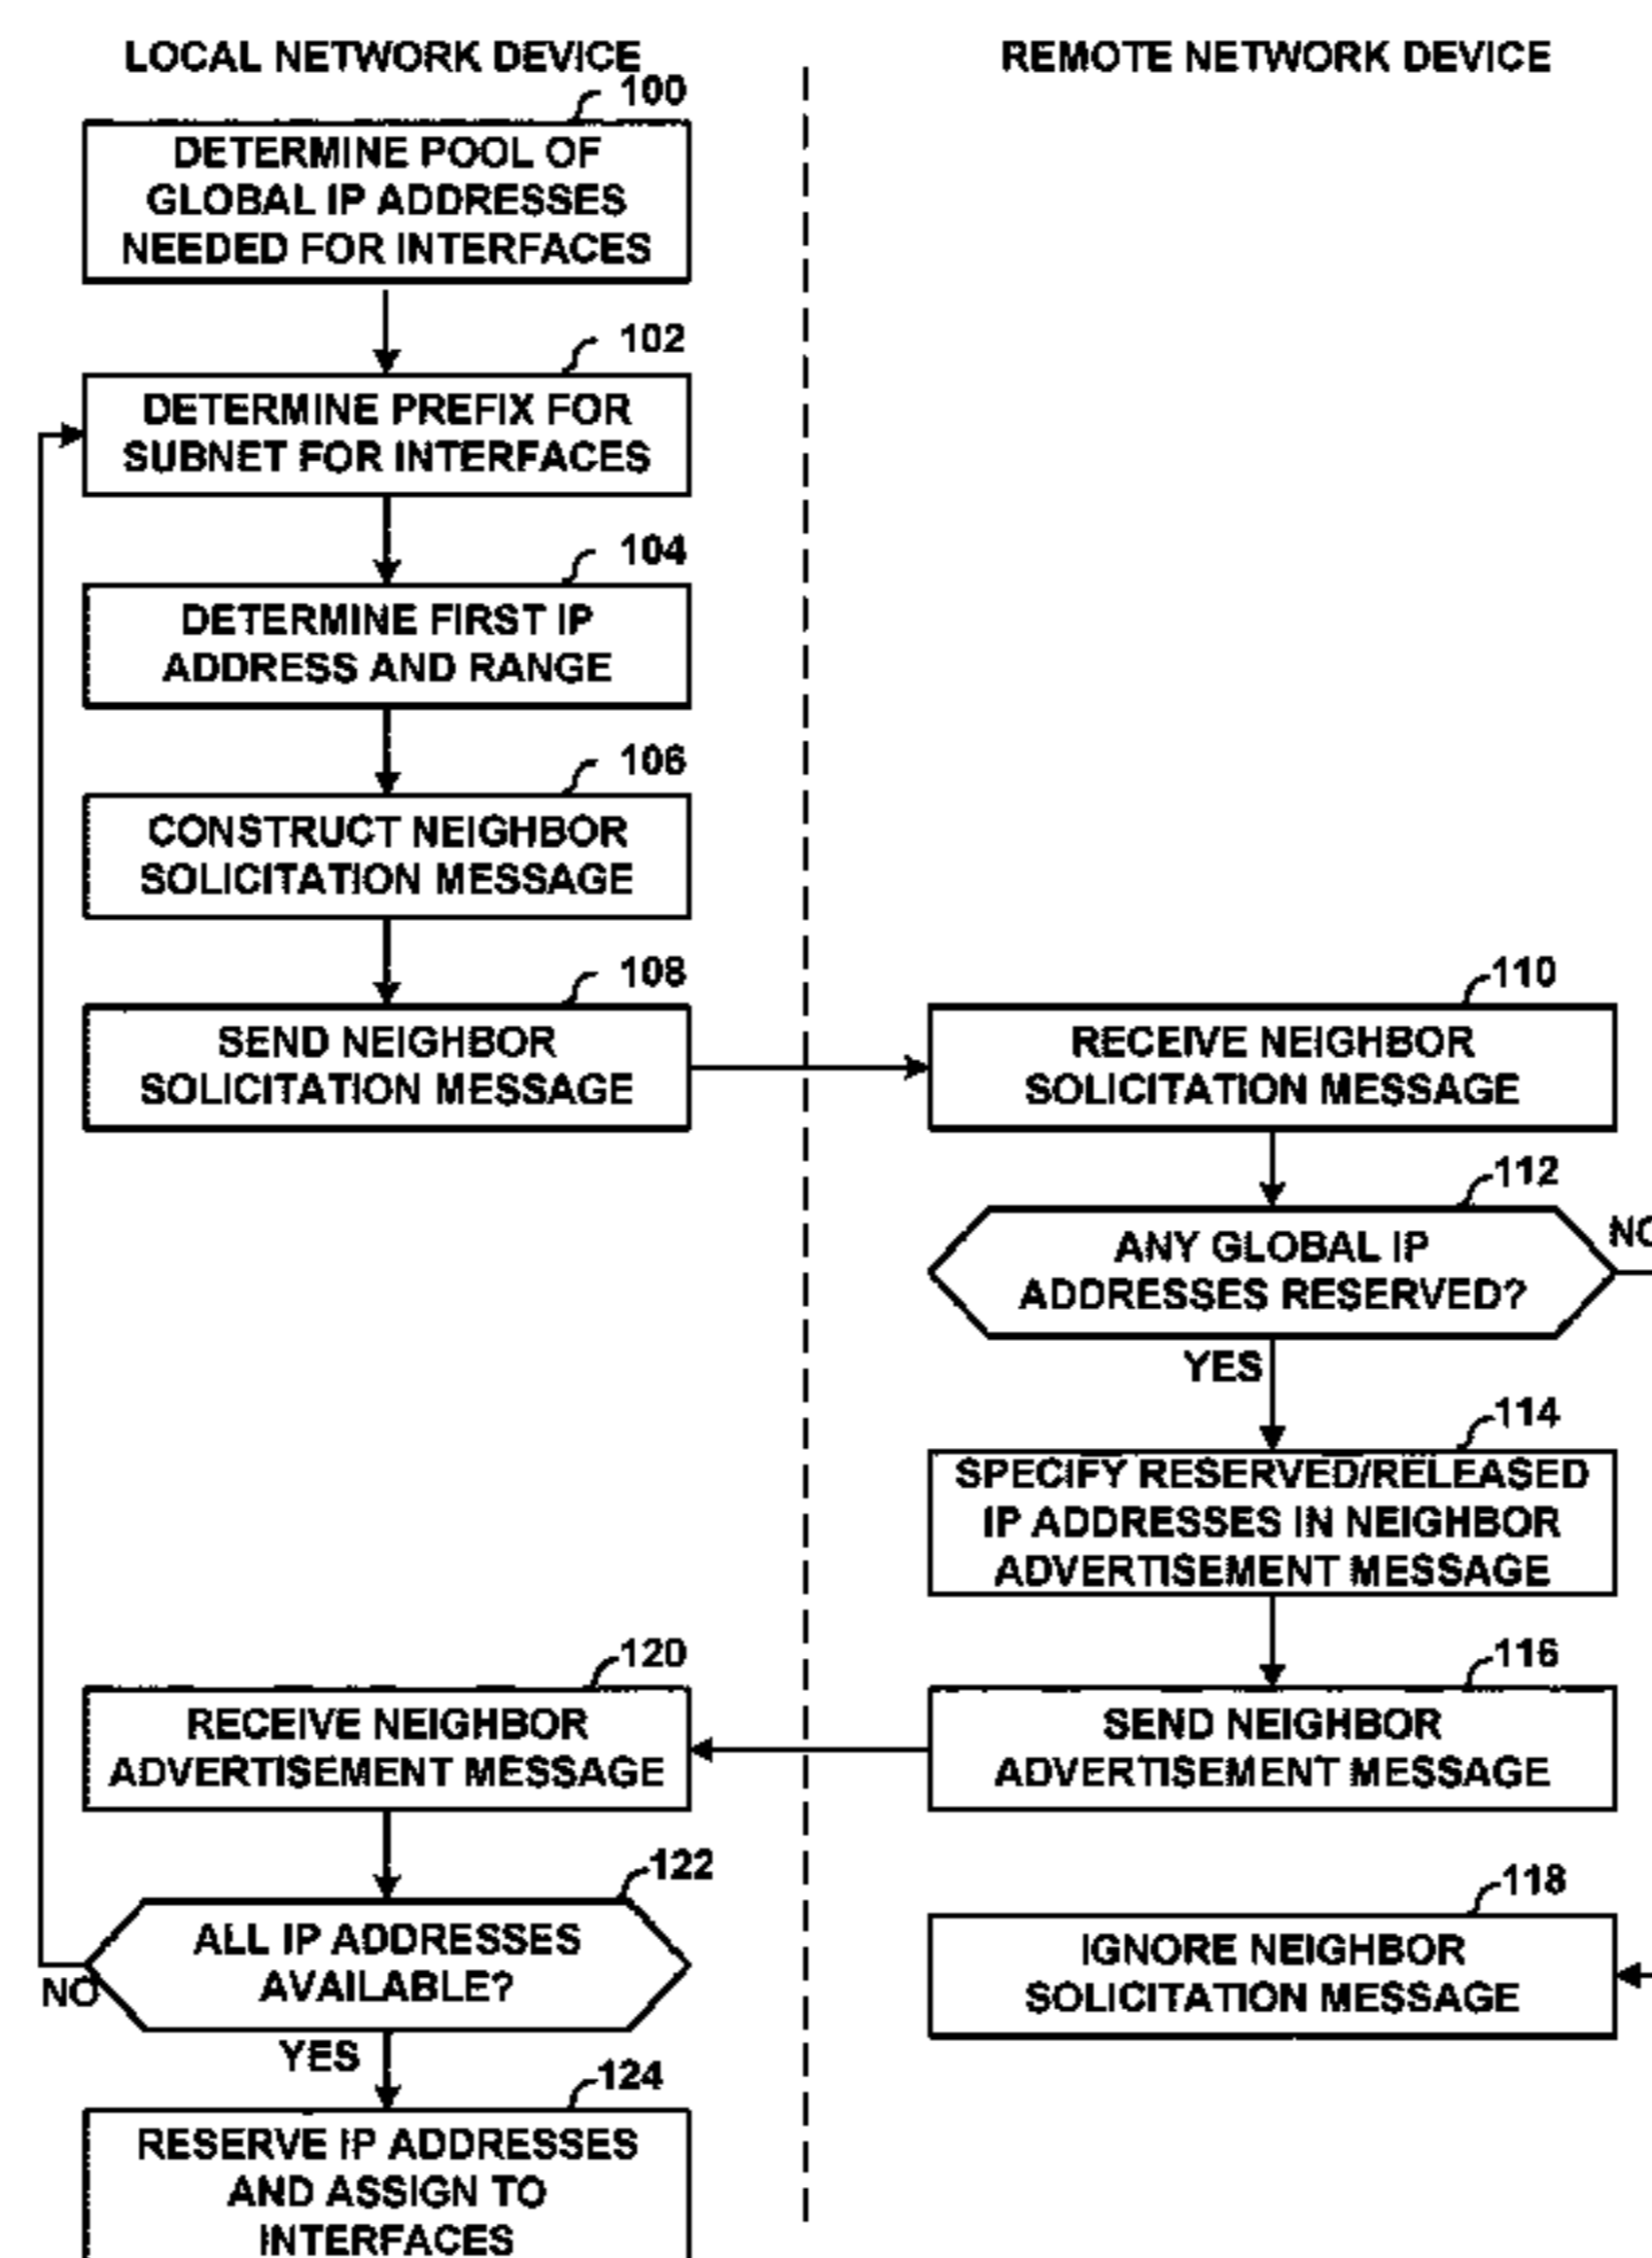 LOCAL NETWORK DEVICE
REMOTE NETWORK DEVICE
100
DETERMINE POOL OF
GLOBAL IP ADDRESSES
NEEDED FOR INTERFACES
102
DETERMINE PREFIX FOR
SUBNET FOR INTERFACES
104
DETERMINE FIRST IP
ADDRESS AND RANGE
106
CONSTRUCT NEIGHBOR
SOLICITATION MESSAGE
108
SEND NEIGHBOR
SOLICITATION MESSAGE
110
RECEIVE NEIGHBOR
SOLICITATION MESSAGE
112
ANY GLOBAL IP
ADDRESSES RESERVED?
NO
YES
114
SPECIFY RESERVED/RELEASED
IP ADDRESSES IN NEIGHBOR
ADVERTISEMENT MESSAGE
116
SEND NEIGHBOR
ADVERTISEMENT MESSAGE
118
IGNORE NEIGHBOR
SOLICITATION MESSAGE
120
RECEIVE NEIGHBOR
ADVERTISEMENT MESSAGE
122
ALL IP ADDRESSES
AVAILABLE?
NO
YES
124
RESERVE IP ADDRESSES
AND ASSIGN TO
INTERFACES